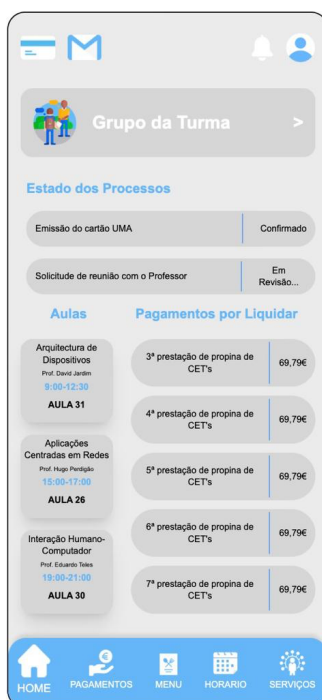 Grupo da Turma >
Estado dos Processos
Emissão do cartão UMA
Confirmado
Solicitude de reunião com o Professor
Em
Revisão...
Aulas
Arquitectura de
Dispositivos
Prof. David Jardim
9:00-12:30
AULA 31
Aplicações
Centradas em Redes
Prof. Hugo Perdigão
15:00-17:00
AULA 26
Interação Humano-
Computador
Prof. Eduardo Teles
19:00-21:00
AULA 30
Pagamentos por Liquidar
3ª prestação de propina de
CET's
69,79€
4ª prestação de propina de
CET's
69,79€
5ª prestação de propina de
CET's
69,79€
6ª prestação de propina de
CET's
69,79€
7ª prestação de propina de
CET's
69,79€
HOME
PAGAMENTOS
MENU
HORARIO
SERVIÇOS